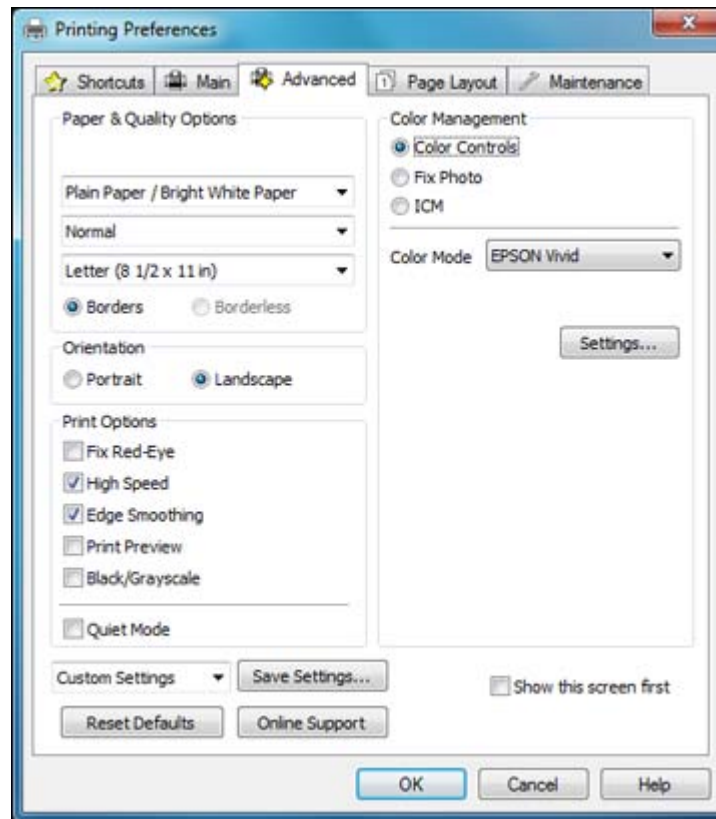 Printing Preferences
Shortcuts Main Advanced 1 Page Layout Maintenance
Paper & Quality Options
Plain Paper / Bright White Paper
Normal
Letter (8 1/2 x 11 in)
Borders Borderless
Orientation
Portrait Landscape
Print Options
Fix Red-Eye
High Speed
Edge Smoothing
Print Preview
Black/Grayscale
Quiet Mode
Color Management
Color Controls
Fix Photo
ICM
Color Mode EPSON Vivid
Settings...
Custom Settings Save Settings...
Show this screen first
Reset Defaults Online Support
OK Cancel Help